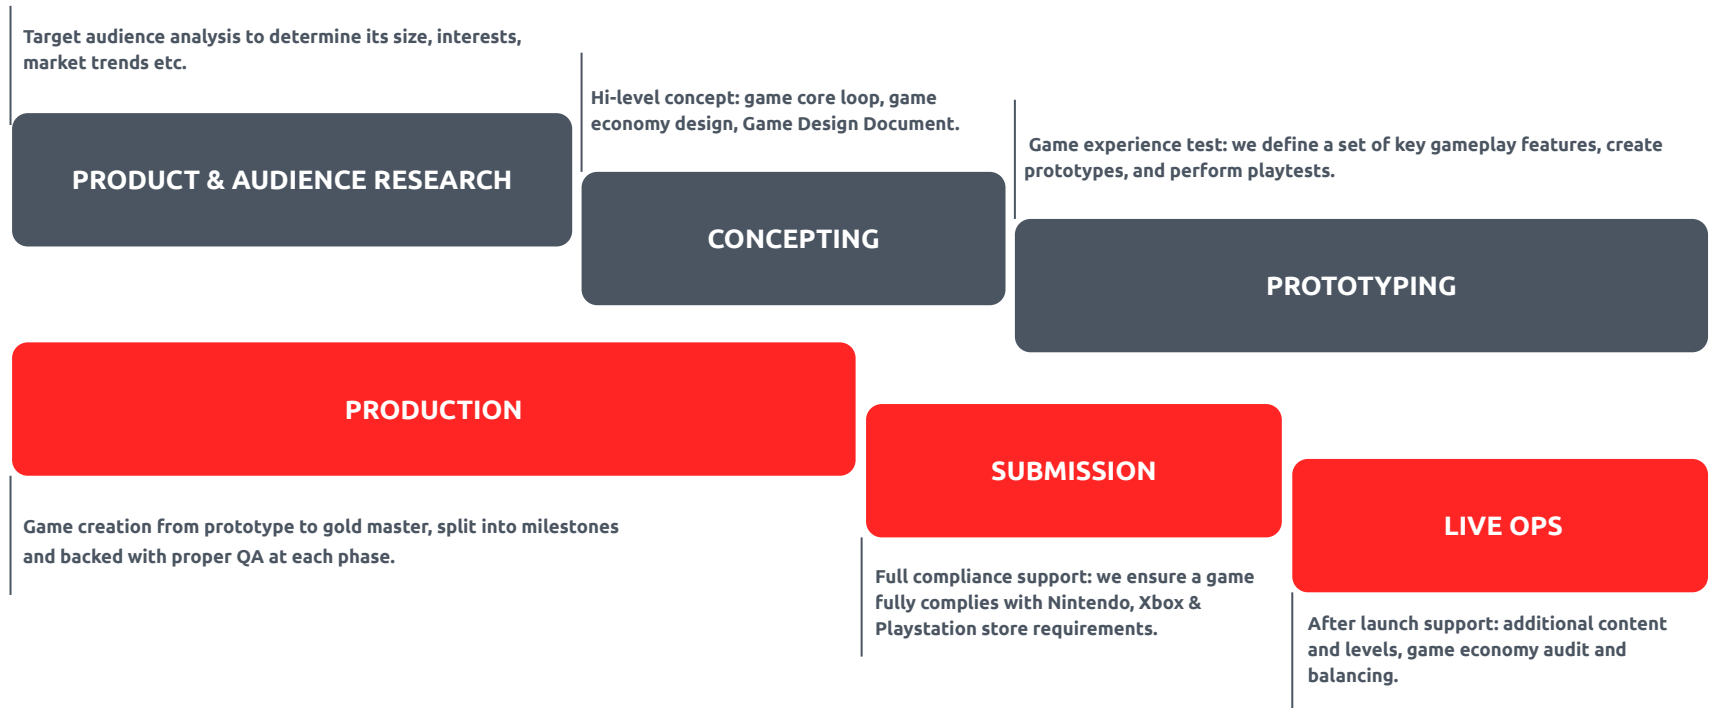 Target audience analysis to determine its size, interests,
market trends etc.
PRODUCT & AUDIENCE RESEARCH
Hi-level concept: game core loop, game
economy design, Game Design Document.
CONCEPTING
Game experience test: we define a set of key gameplay features, create
prototypes, and perform playtests.
PROTOTYPING
PRODUCTION
Game creation from prototype to gold master, split into milestones
and backed with proper QA at each phase.
SUBMISSION
Full compliance support: we ensure a game
fully complies with Nintendo, Xbox &
Playstation store requirements.
LIVE OPS
After launch support: additional content
and levels, game economy audit and
balancing.